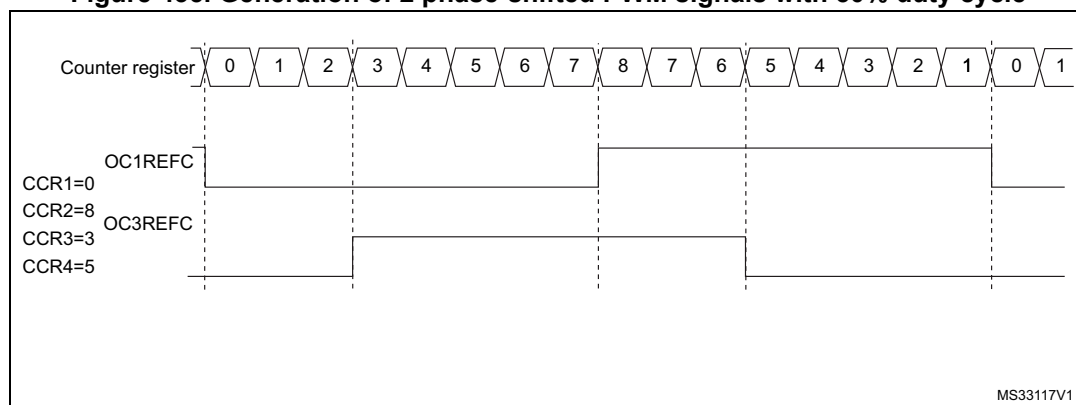 Figure 400. Generation of 2 phase-shifted PWM signals with 50% duty cycle
Counter register 0 1 2 3 4 5 6 7 8 7 6 5 4 3 2 1 0 1
OC1REFC
CCR1=0
CCR2=8
OC3REFC
CCR3=3
CCR4=5
MS33117V1